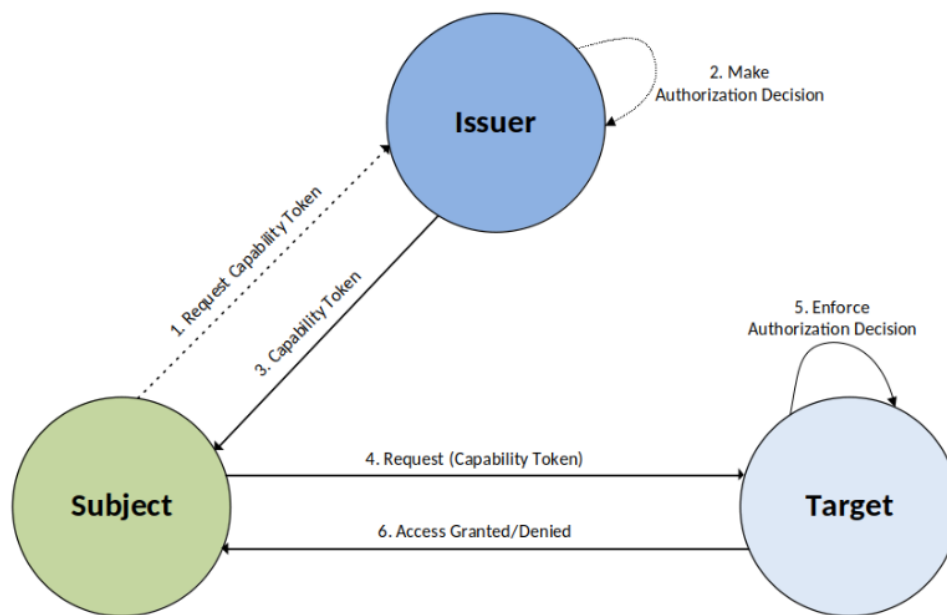 Issuer
2. Make
Authorization Decision
1. Request Capability Token
3. Capability Token
5. Enforce
Authorization Decision
4. Request (Capability Token)
Subject
Target
6. Access Granted/Denied